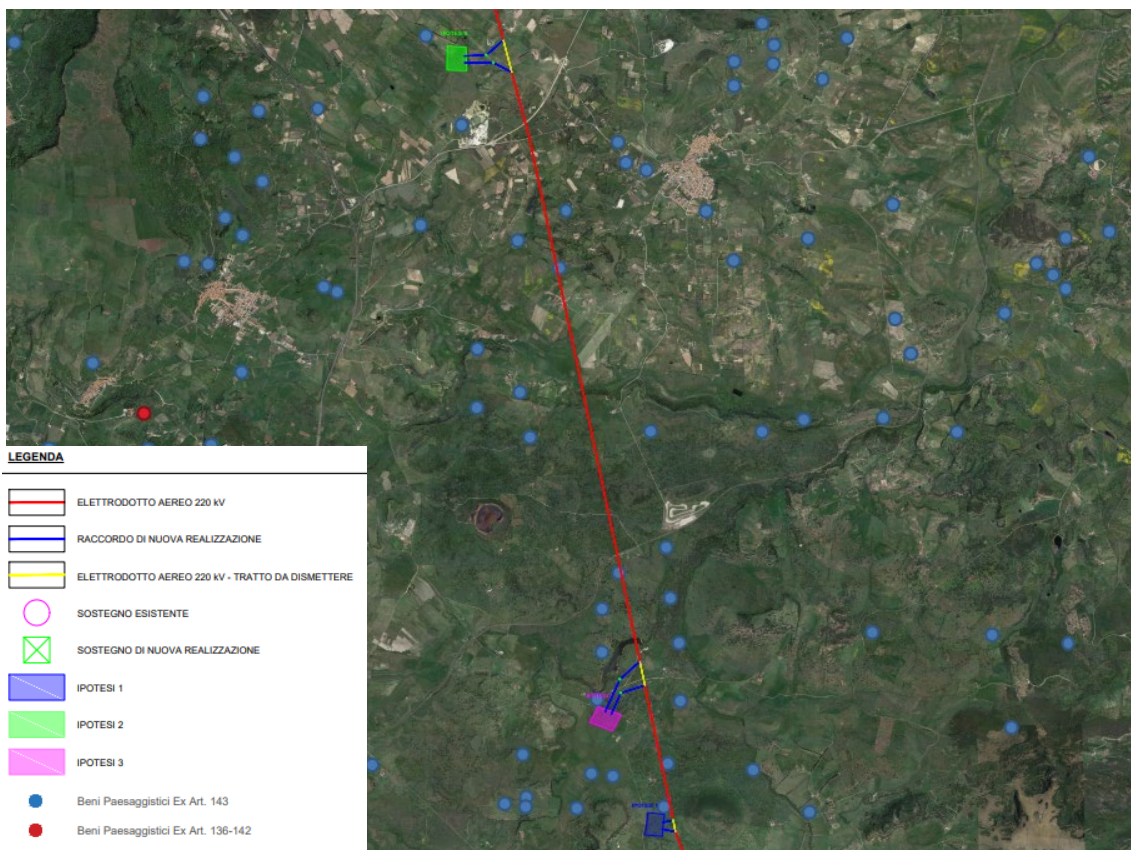 LEGENDA
ELETTRODOTTO AEREO 220 kV
RACCORDO DI NUOVA REALIZZAZIONE
ELETTRODOTTO AEREO 220 kV - TRATTO DA DISMETTERE
SOSTEGNO ESISTENTE
SOSTEGNO DI NUOVA REALIZZAZIONE
IPOTESI 1
IPOTESI 2
IPOTESI 3
Beni Paesaggistici Ex Art. 143
Beni Paesaggistici Ex Art. 136-142
IPOTESI 1